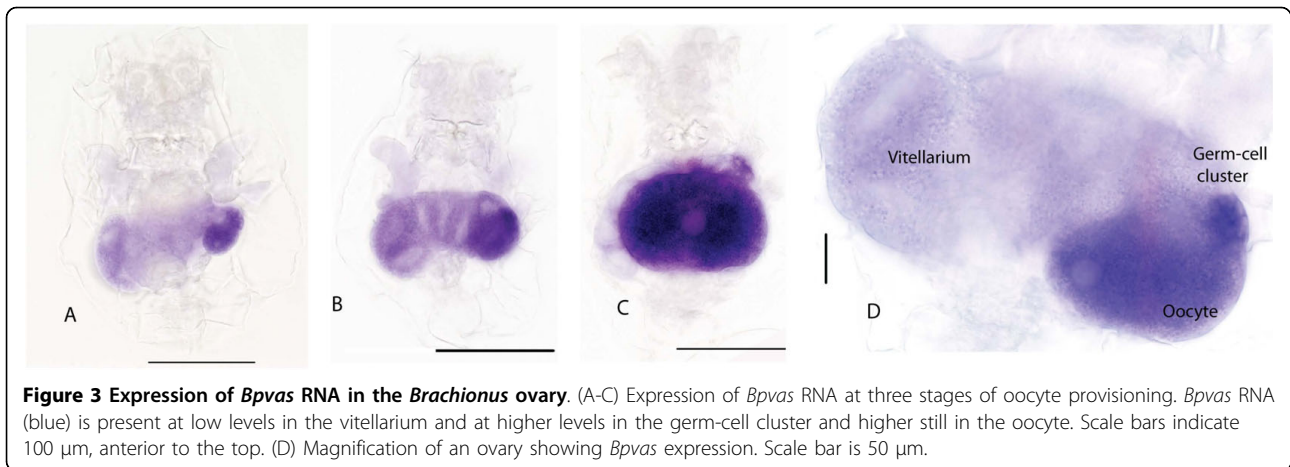 Vitellarium
Germ-cell
cluster
Oocyte
A
B
C
D
Figure 3 Expression of Bpvas RNA in the Brachionus ovary. (A-C) Expression of Bpvas RNA at three stages of oocyte provisioning. Bpvas RNA
(blue) is present at low levels in the vitellarium and at higher levels in the germ-cell cluster and higher still in the oocyte. Scale bars indicate
100 μm, anterior to the top. (D) Magnification of an ovary showing Bpvas expression. Scale bar is 50 μm.